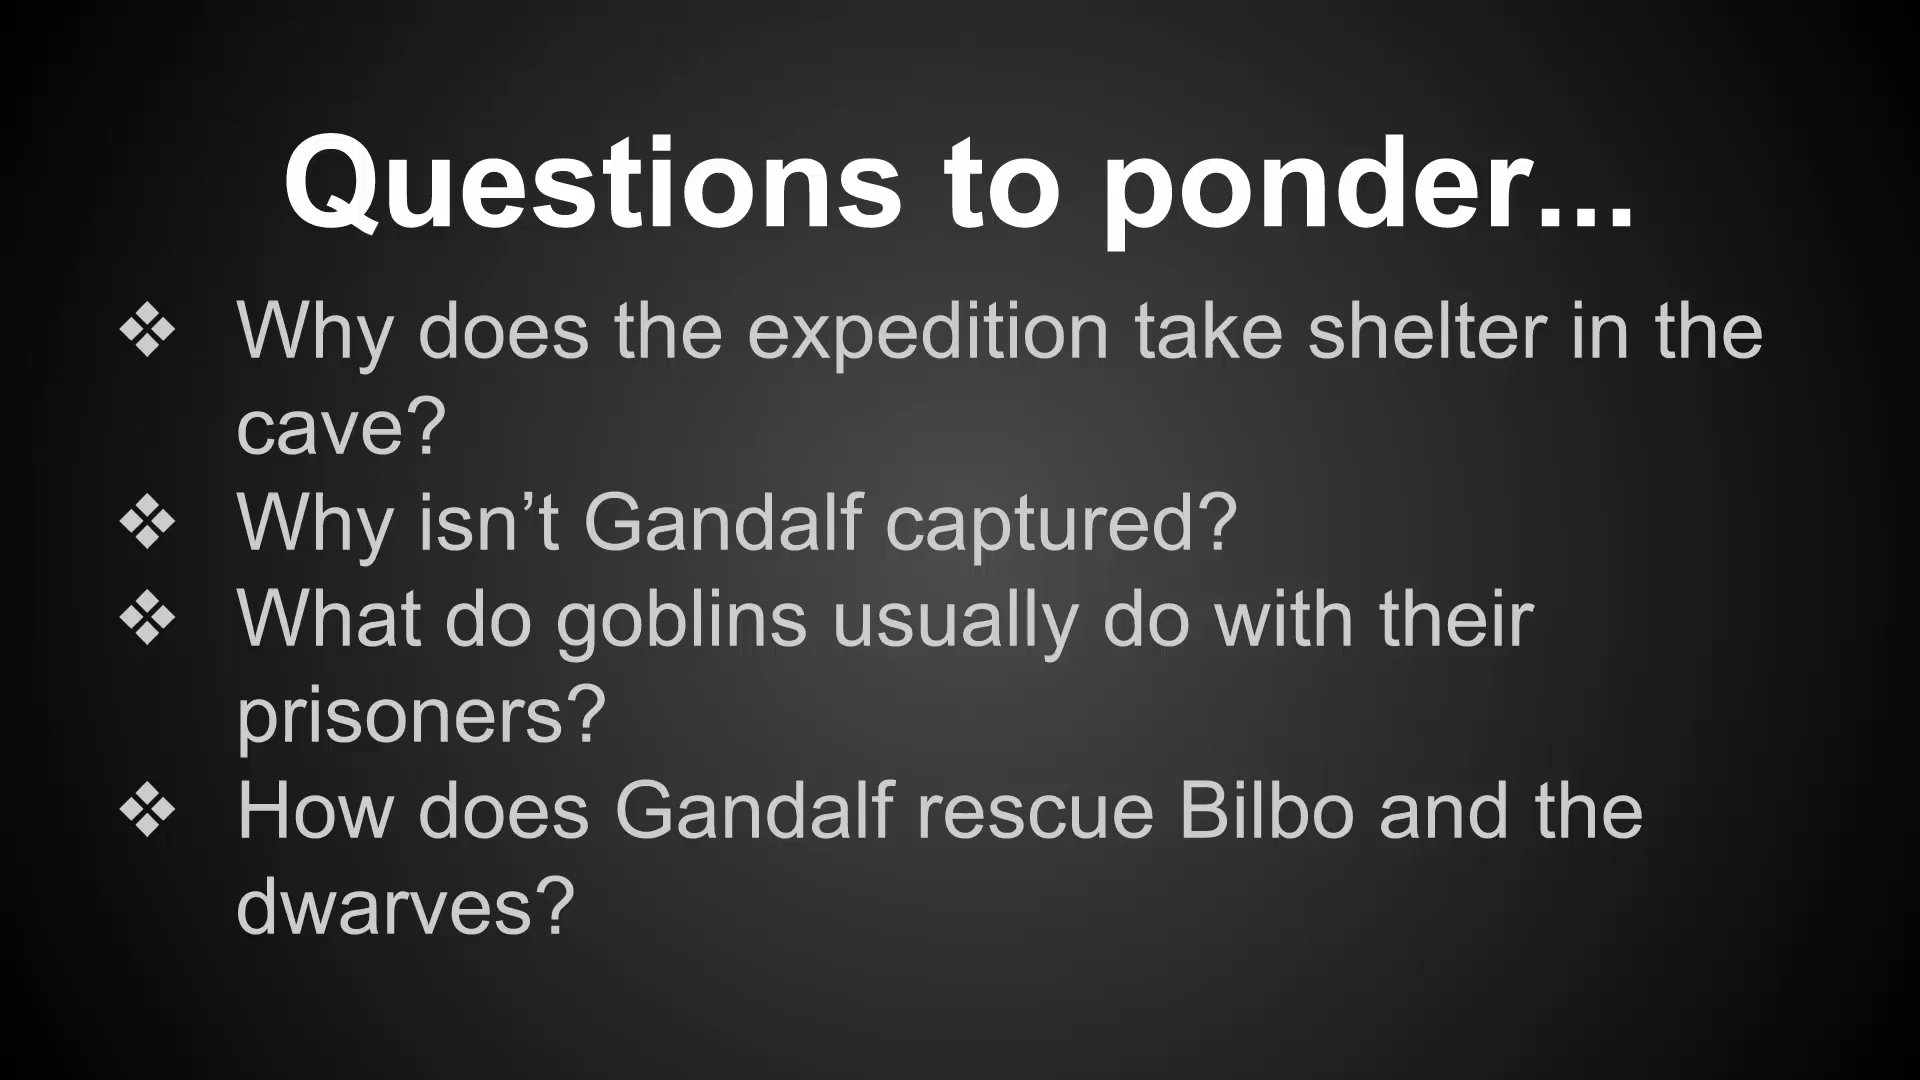 Questions to ponder...
❖ Why does the expedition take shelter in the
cave?
❖ Why isn’t Gandalf captured?
❖ What do goblins usually do with their
prisoners?
❖ How does Gandalf rescue Bilbo and the
dwarves?